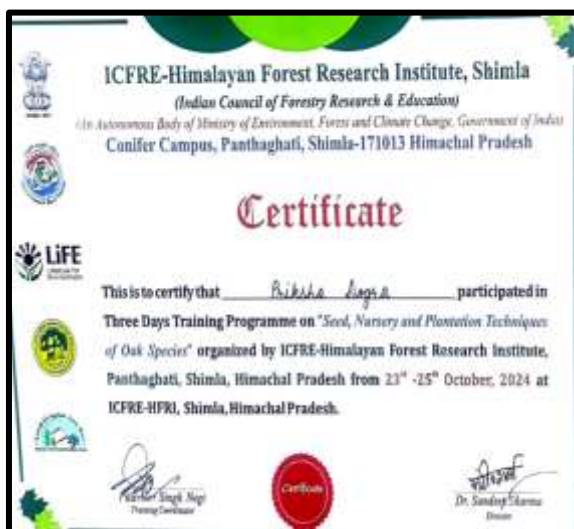 ICFRE-Himalayan Forest Research Institute, Shimla
(Indian Council of Forestry Research & Education)
(An Autonomous Body of Ministry of Environment, Forest and Climate Change, Government of India)
Conifer Campus, Panthaghati, Shimla-171013 Himachal Pradesh
Certificate
LiFE
This is to certify that Riksha Dogra participated in
Three Days Training Programme on "Seed, Nursery and Plantation Techniques
of Oak Species" organized by ICFRE-Himalayan Forest Research Institute,
Panthaghati, Shimla, Himachal Pradesh from 23rd -25th October, 2024 at
ICFRE-HFRI, Shimla, Himachal Pradesh.
Singh Negi
Training Coordinator
Certificate
Dr. Sandeep Sharma
Director